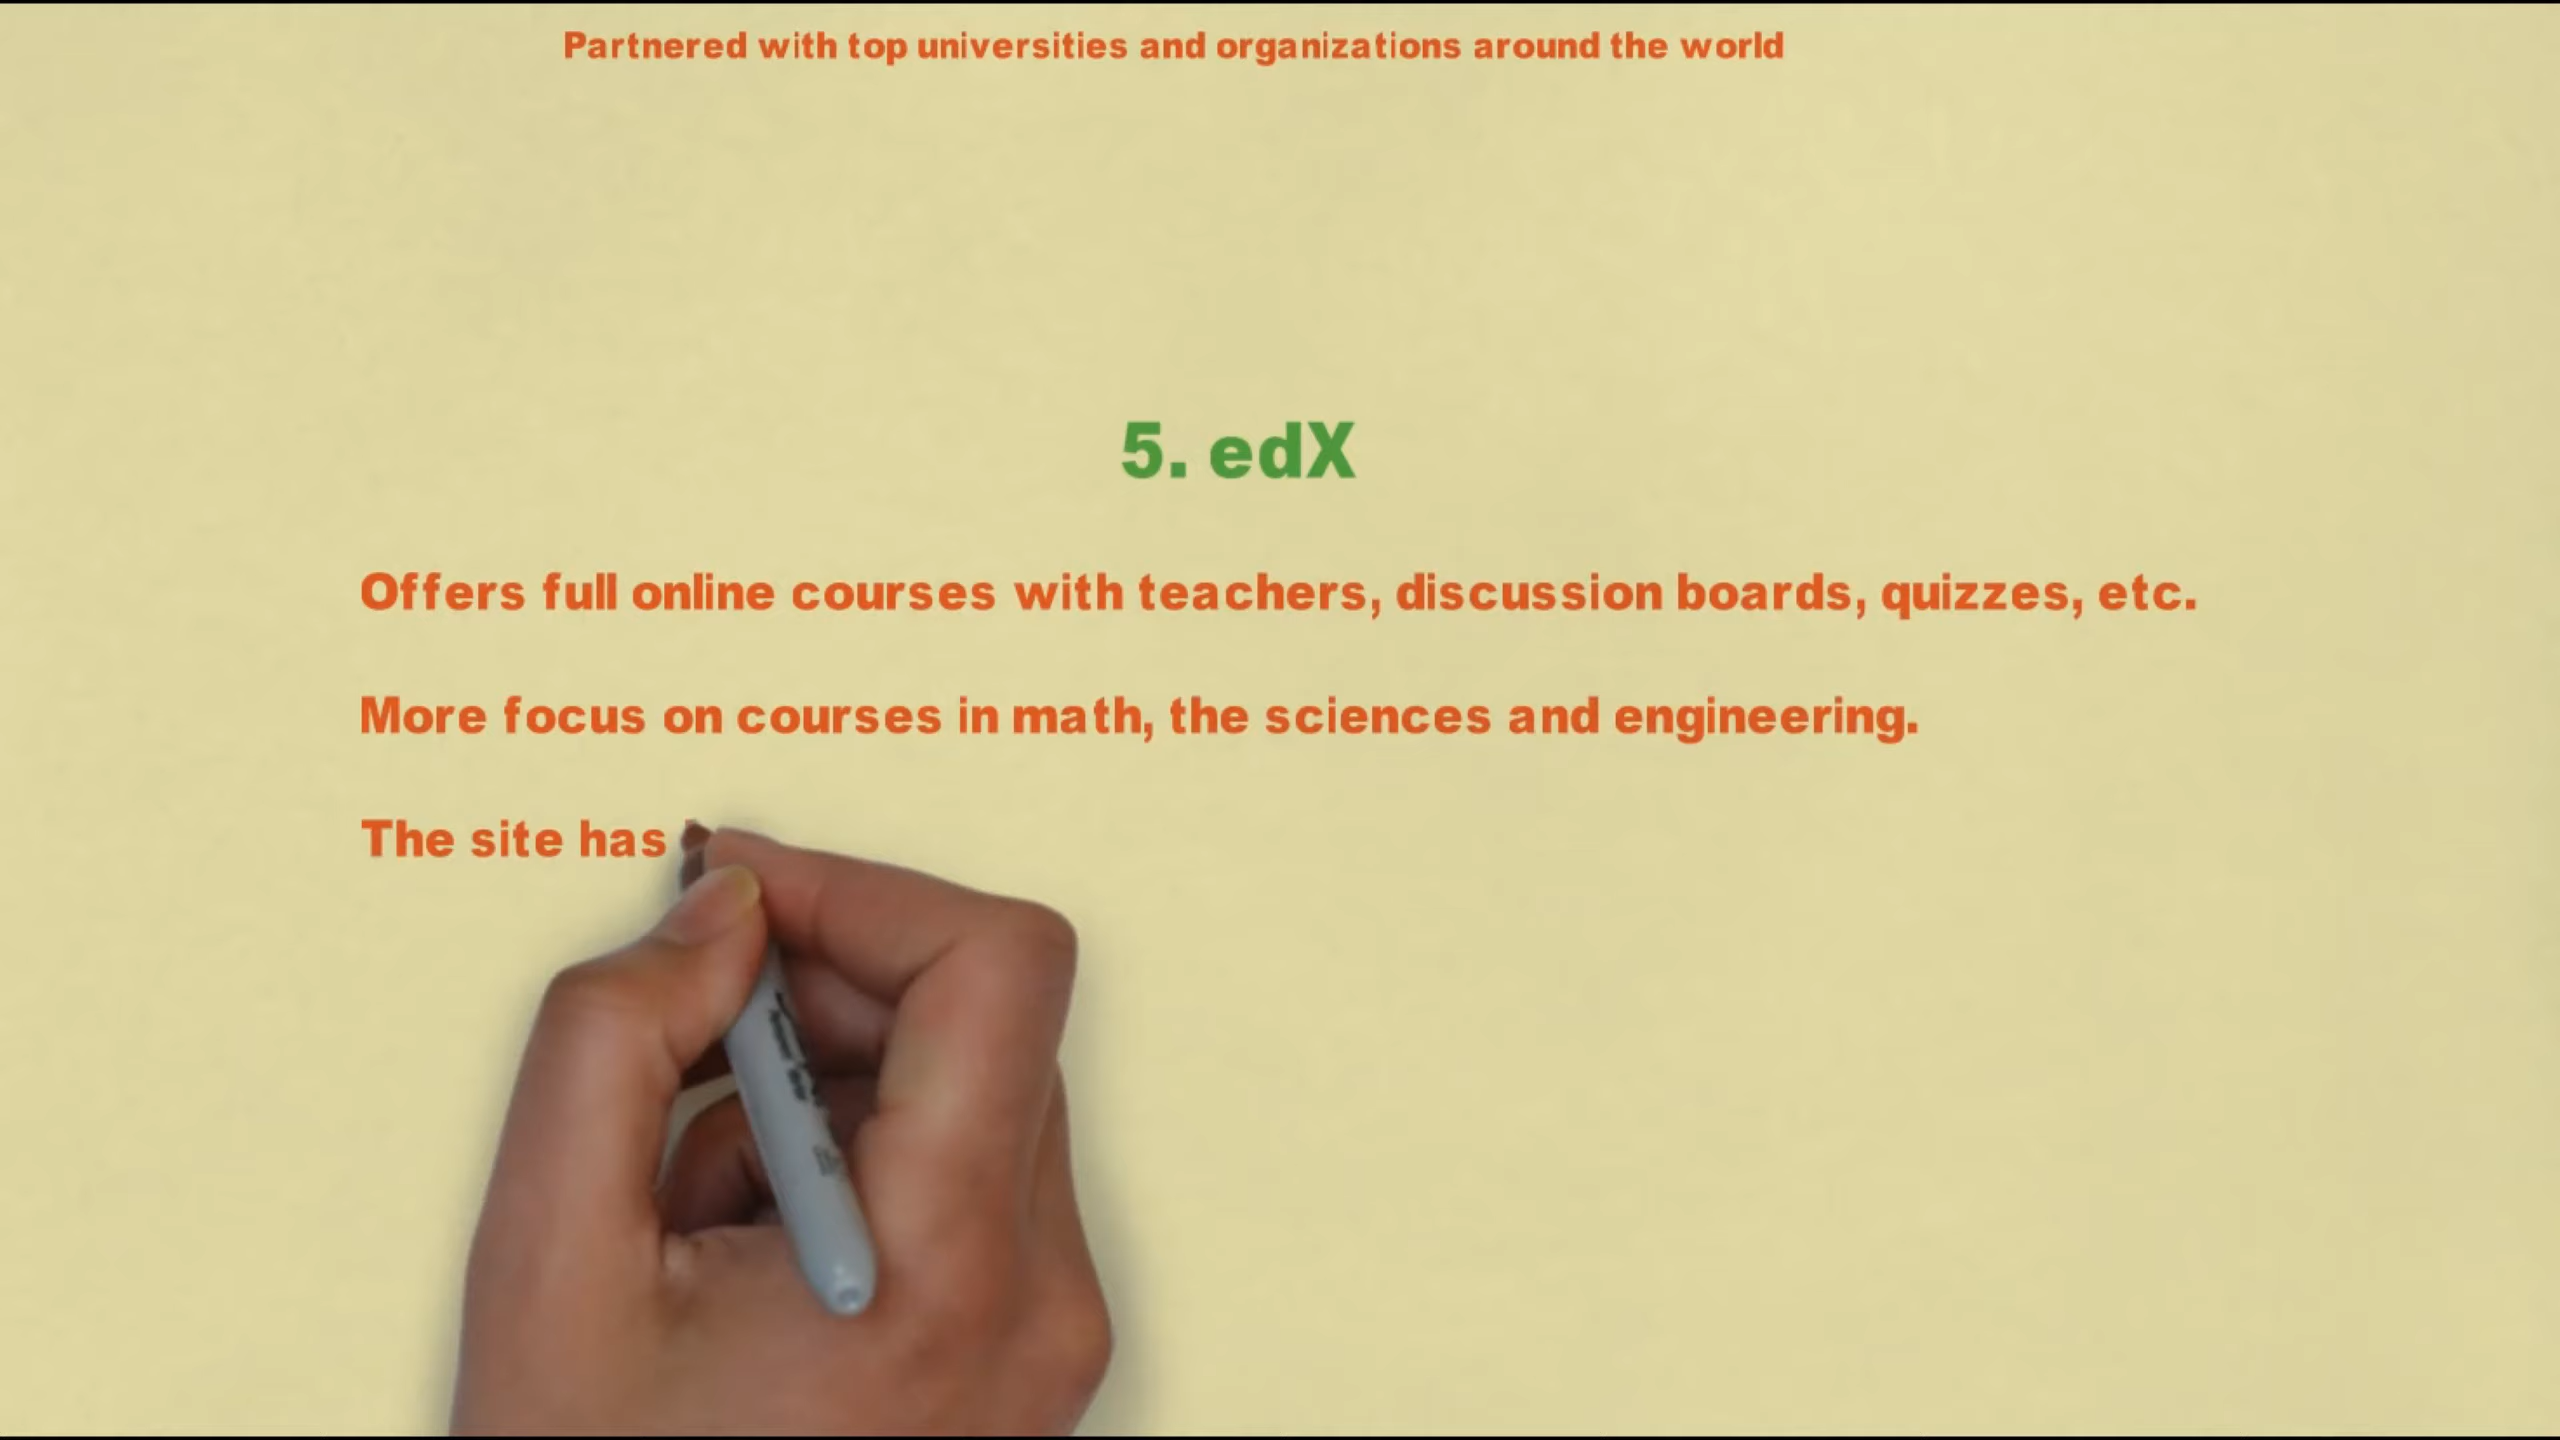 Partnered with top universities and organizations around the world
5. edX
Offers full online courses with teachers, discussion boards, quizzes, etc.
More focus on courses in math, the sciences and engineering.
The site has